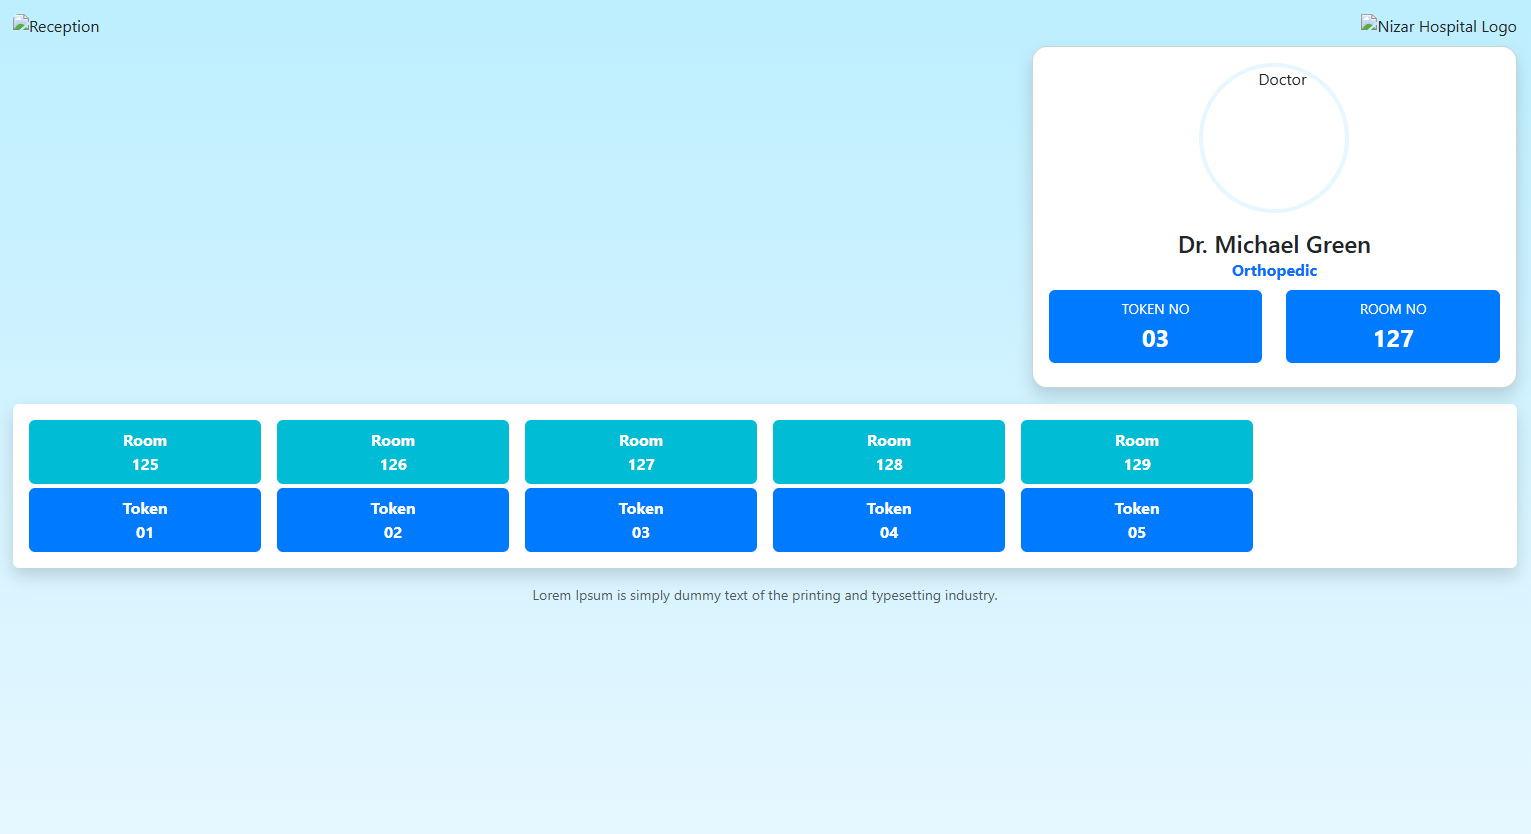 Reception
Nizar Hospital Logo
Doctor
Dr. Michael Green
Orthopedic
TOKEN NO
03
ROOM NO
127
Room
125
Token
01
Room
126
Token
02
Room
127
Token
03
Room
128
Token
04
Room
129
Token
05
Lorem Ipsum is simply dummy text of the printing and typesetting industry.